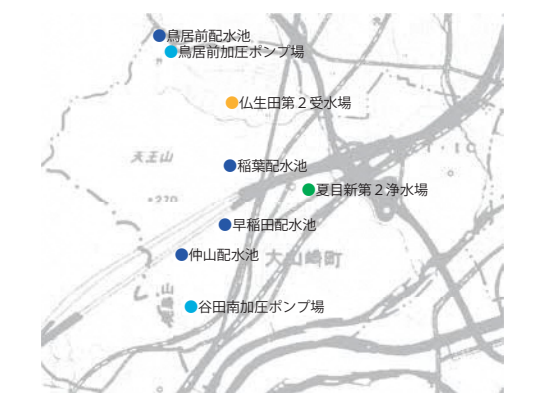 鳥居前配水池
鳥居前加圧ポンプ場
仏生田第２受水場
天王山
稲葉配水池
夏目新第２浄水場
早稲田配水池
大山崎町
仲山配水池
谷田南加圧ポンプ場